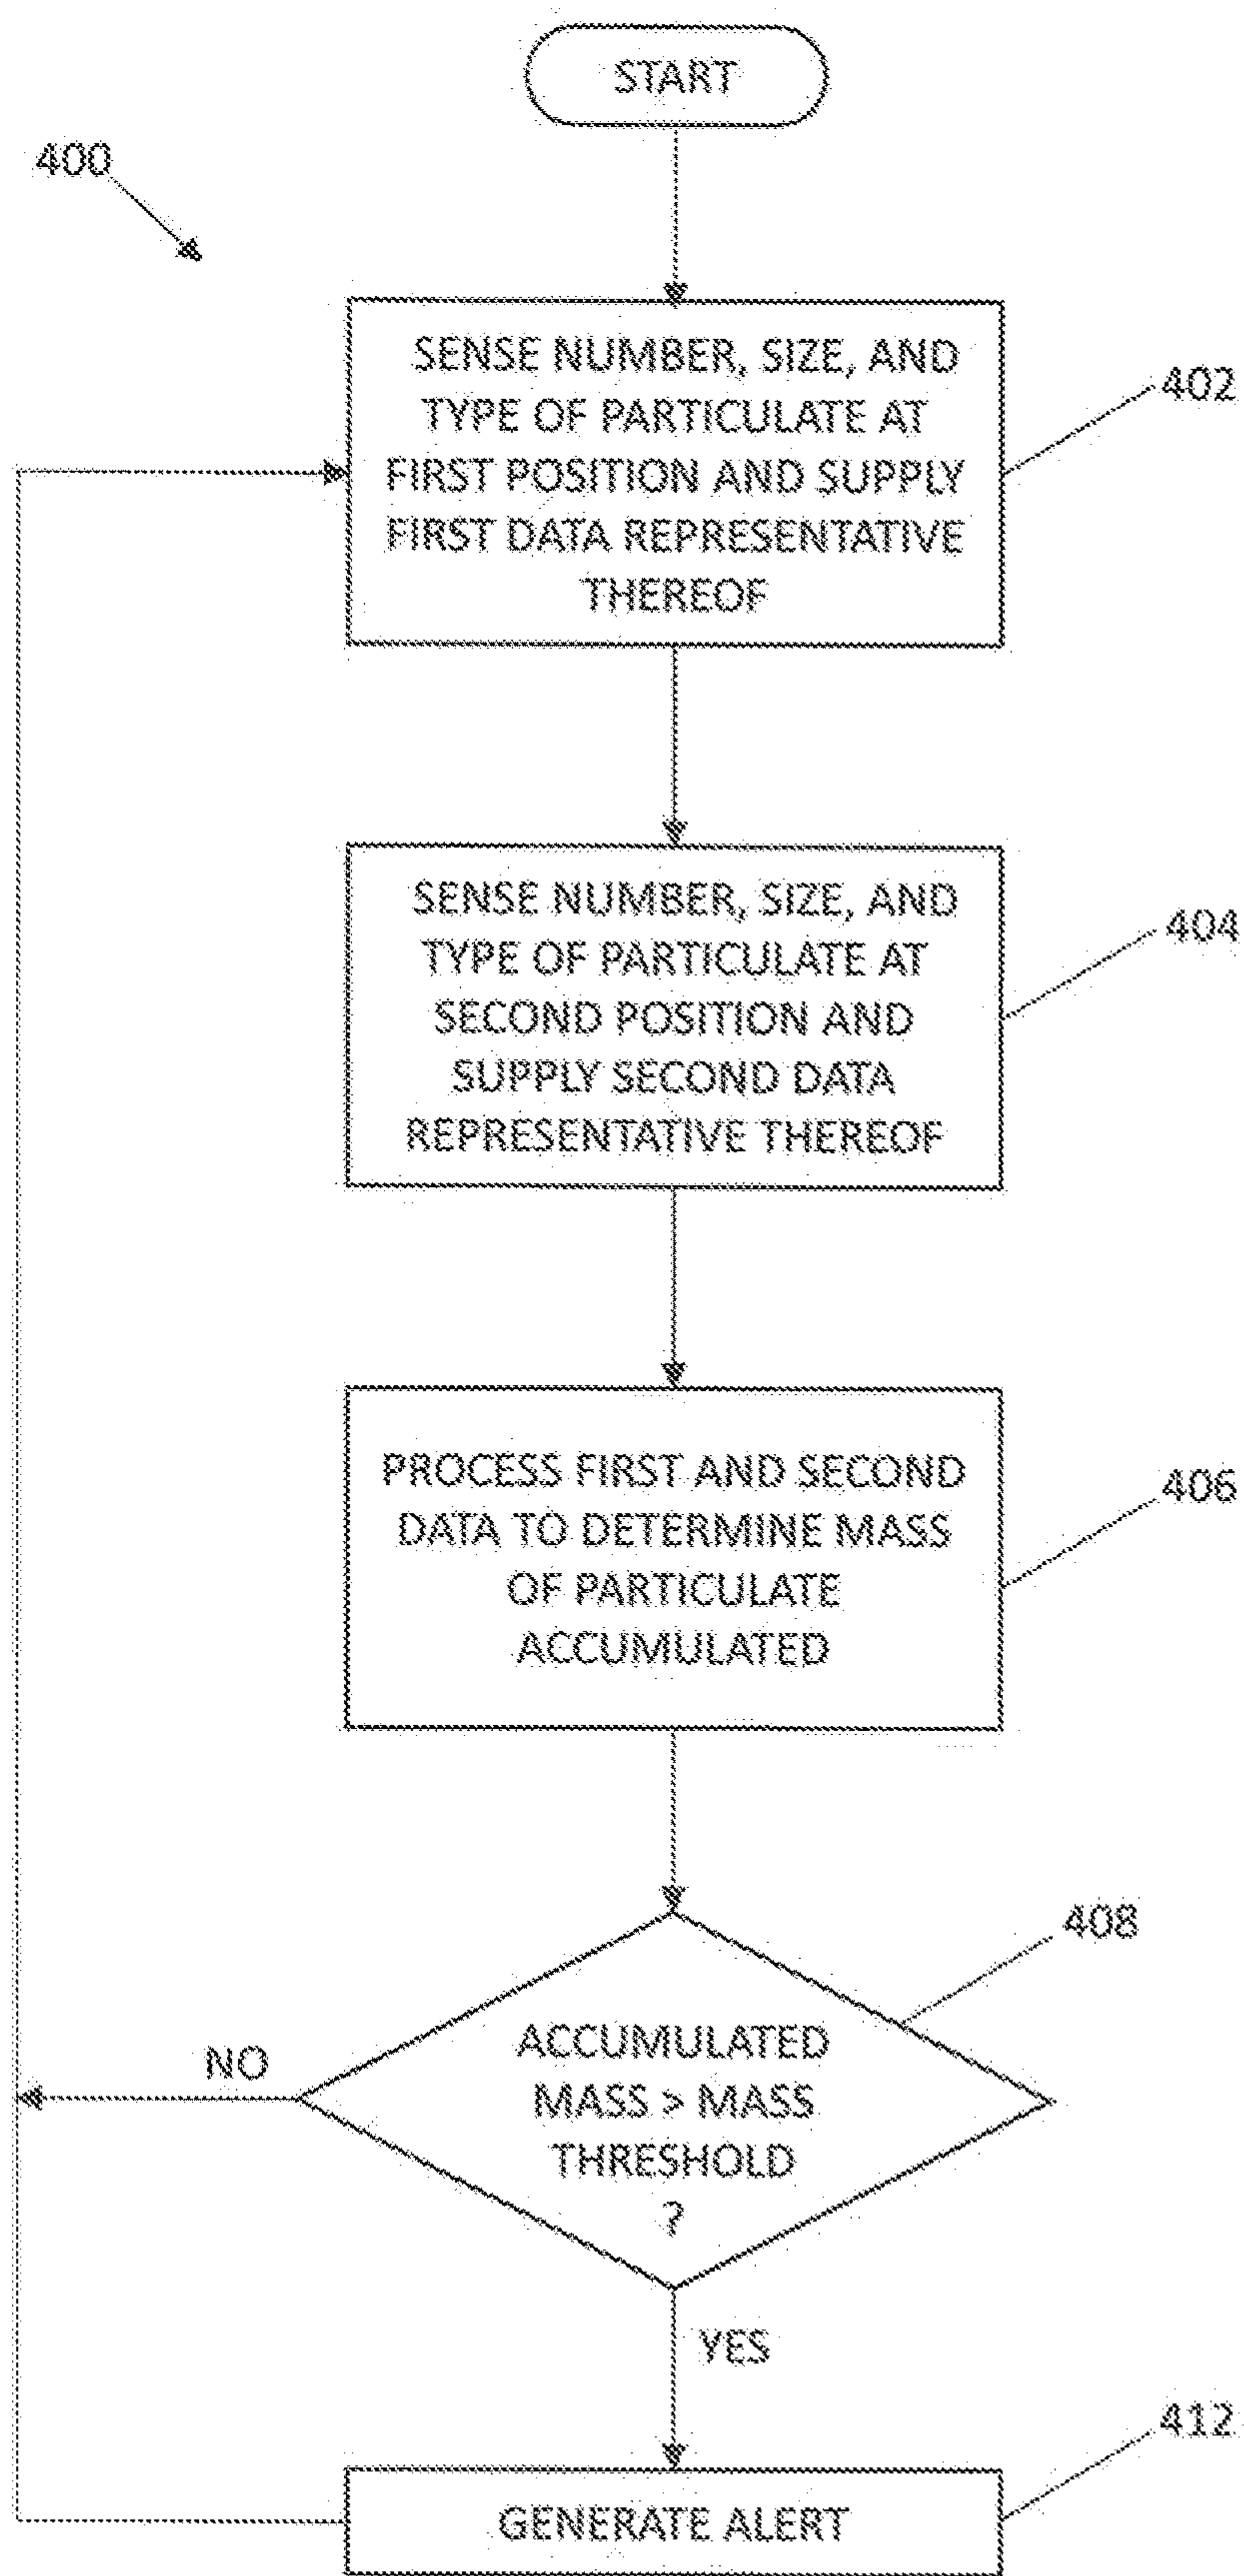 START
400
SENSE NUMBER, SIZE, AND
TYPE OF PARTICULATE AT
FIRST POSITION AND SUPPLY
FIRST DATA REPRESENTATIVE
THEREOF
402
SENSE NUMBER, SIZE, AND
TYPE OF PARTICULATE AT
SECOND POSITION AND
SUPPLY SECOND DATA
REPRESENTATIVE THEREOF
404
PROCESS FIRST AND SECOND
DATA TO DETERMINE MASS
OF PARTICULATE
ACCUMULATED
406
408
ACCUMULATED
MASS > MASS
THRESHOLD
?
NO
YES
412
GENERATE ALERT